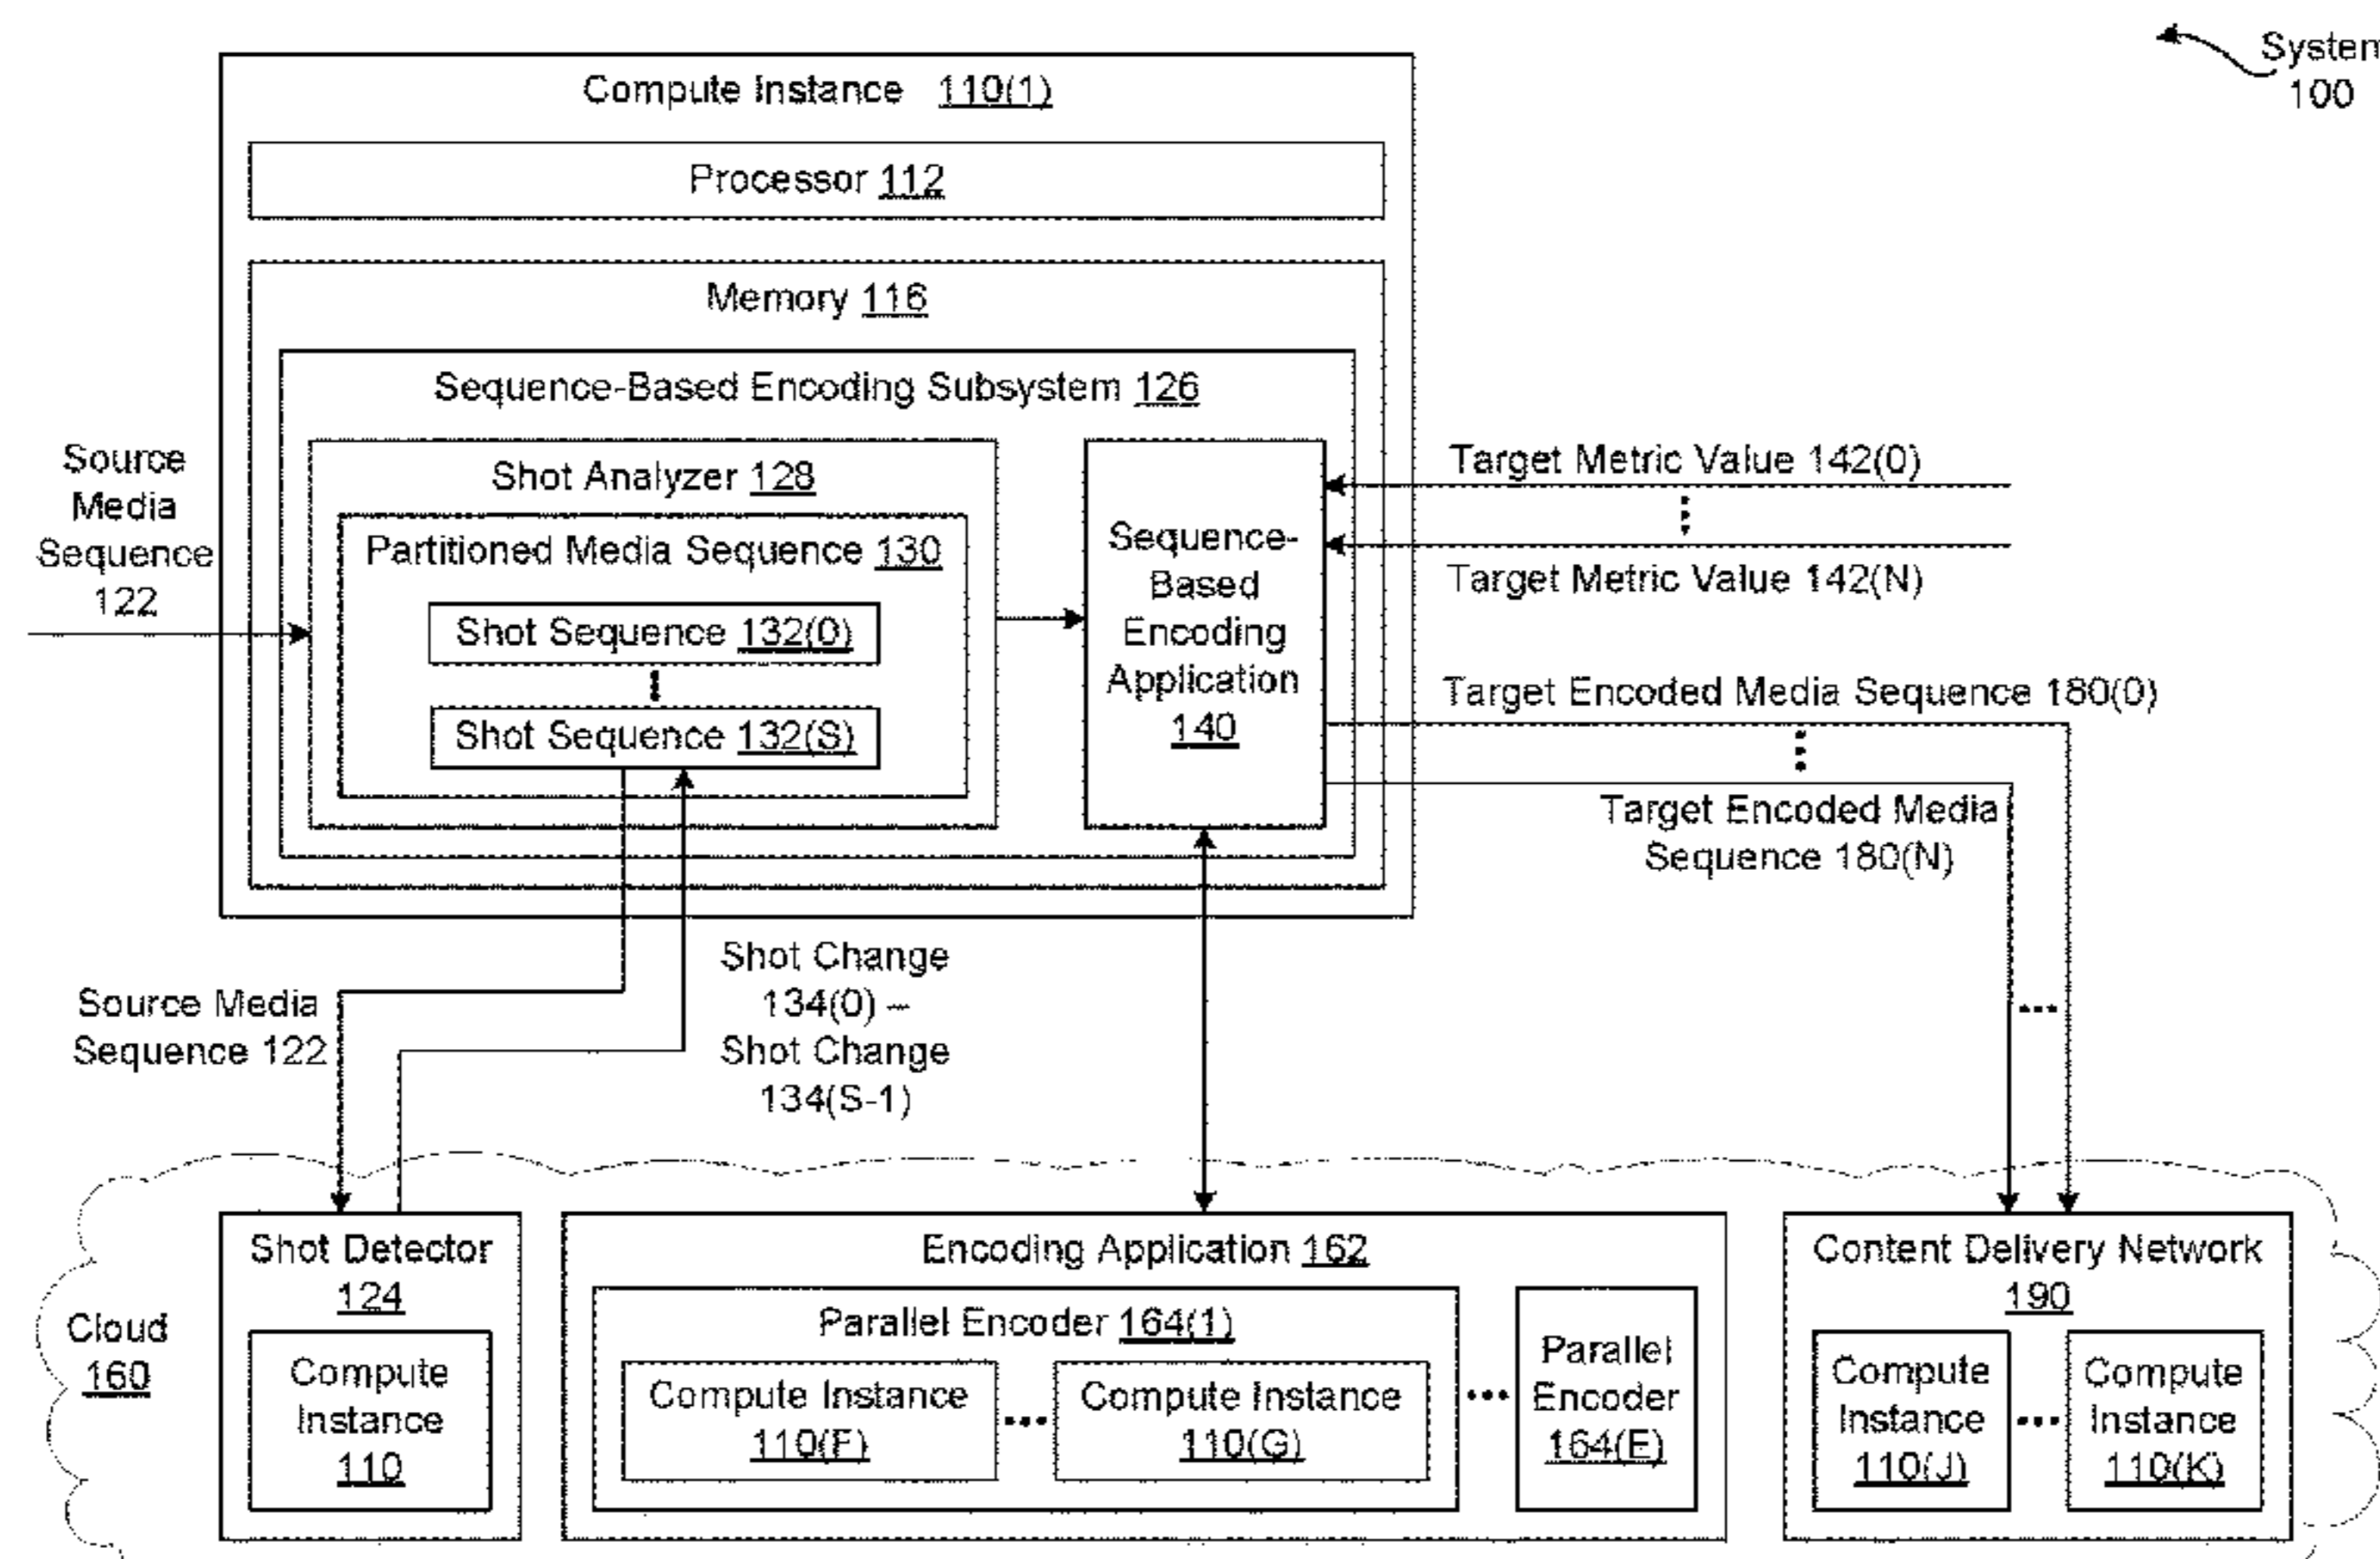 System
100
Compute Instance 110(1)
Processor 112
Memory 116
Sequence-Based Encoding Subsystem 126
Source
Media
Sequence
122
Shot Analyzer 128
Partitioned Media Sequence 130
Shot Sequence 132(0)
Shot Sequence 132(S)
Sequence-
Based
Encoding
Application
140
Target Metric Value 142(0)
Target Metric Value 142(N)
Target Encoded Media Sequence 180(0)
Target Encoded Media
Sequence 180(N)
Source Media
Sequence 122
Shot Change
134(0) –
Shot Change
134(S-1)
Cloud
160
Shot Detector
124
Compute
Instance
110
Encoding Application 162
Parallel Encoder 164(1)
Compute Instance
110(F)
Compute Instance
110(G)
Parallel
Encoder
164(E)
Content Delivery Network
190
Compute
Instance
110(J)
Compute
Instance
110(K)